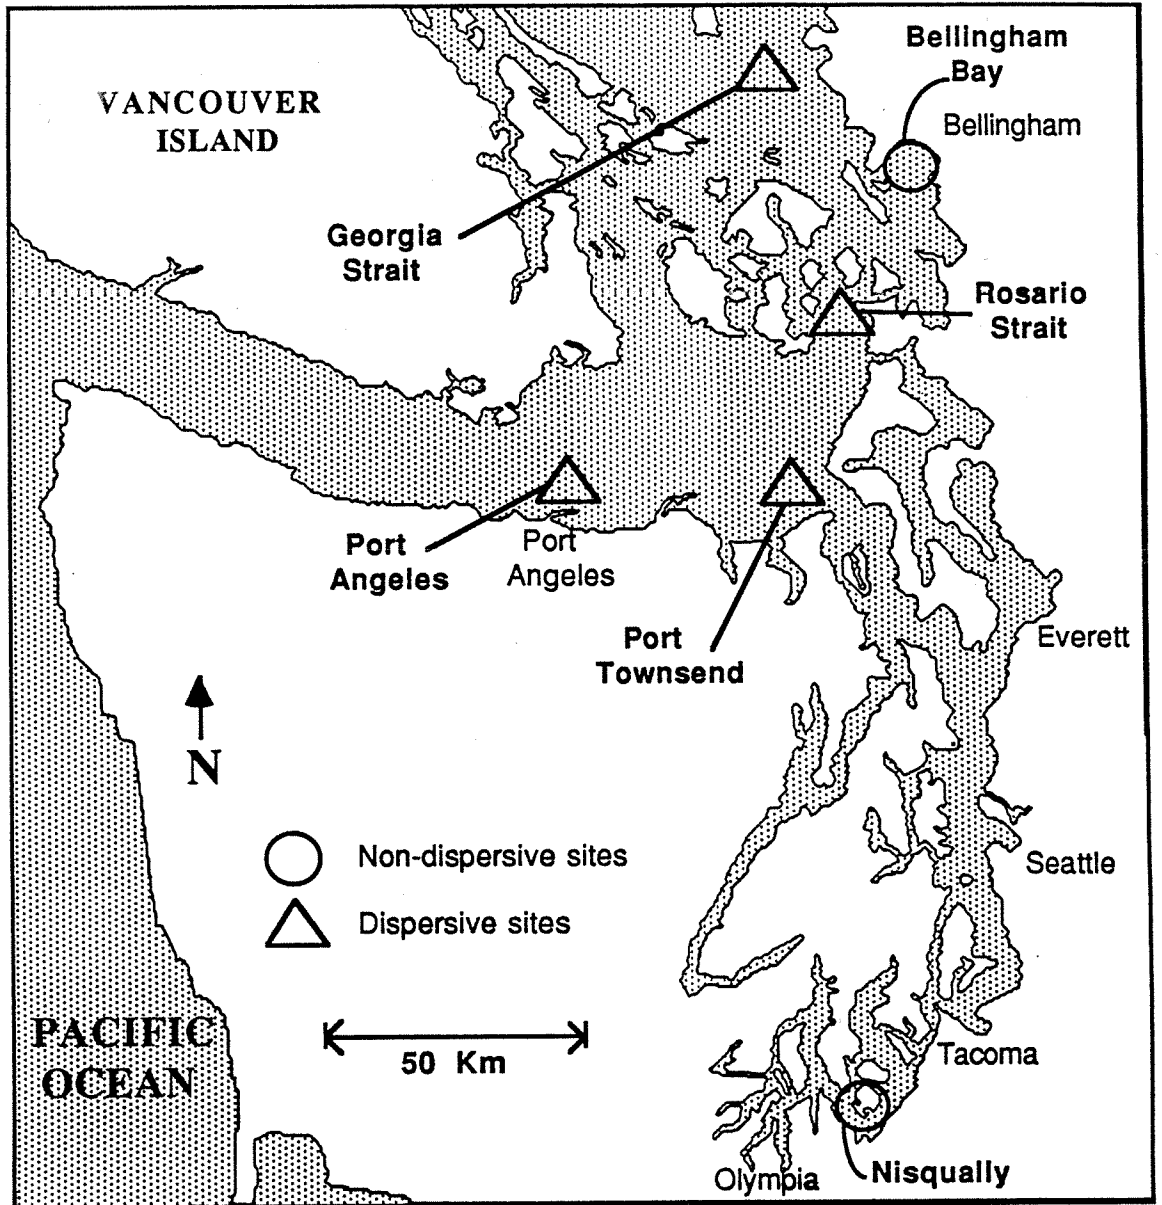 Bellingham
Bay
VANCOUVER
ISLAND
Bellingham
Georgia
Strait
Rosario
Strait
Port
Angeles
Port
Angeles
Port
Townsend
Everett
N
Non-dispersive sites
Seattle
Dispersive sites
PACIFIC
OCEAN
50 Km
Tacoma
Olympia
Nisqually